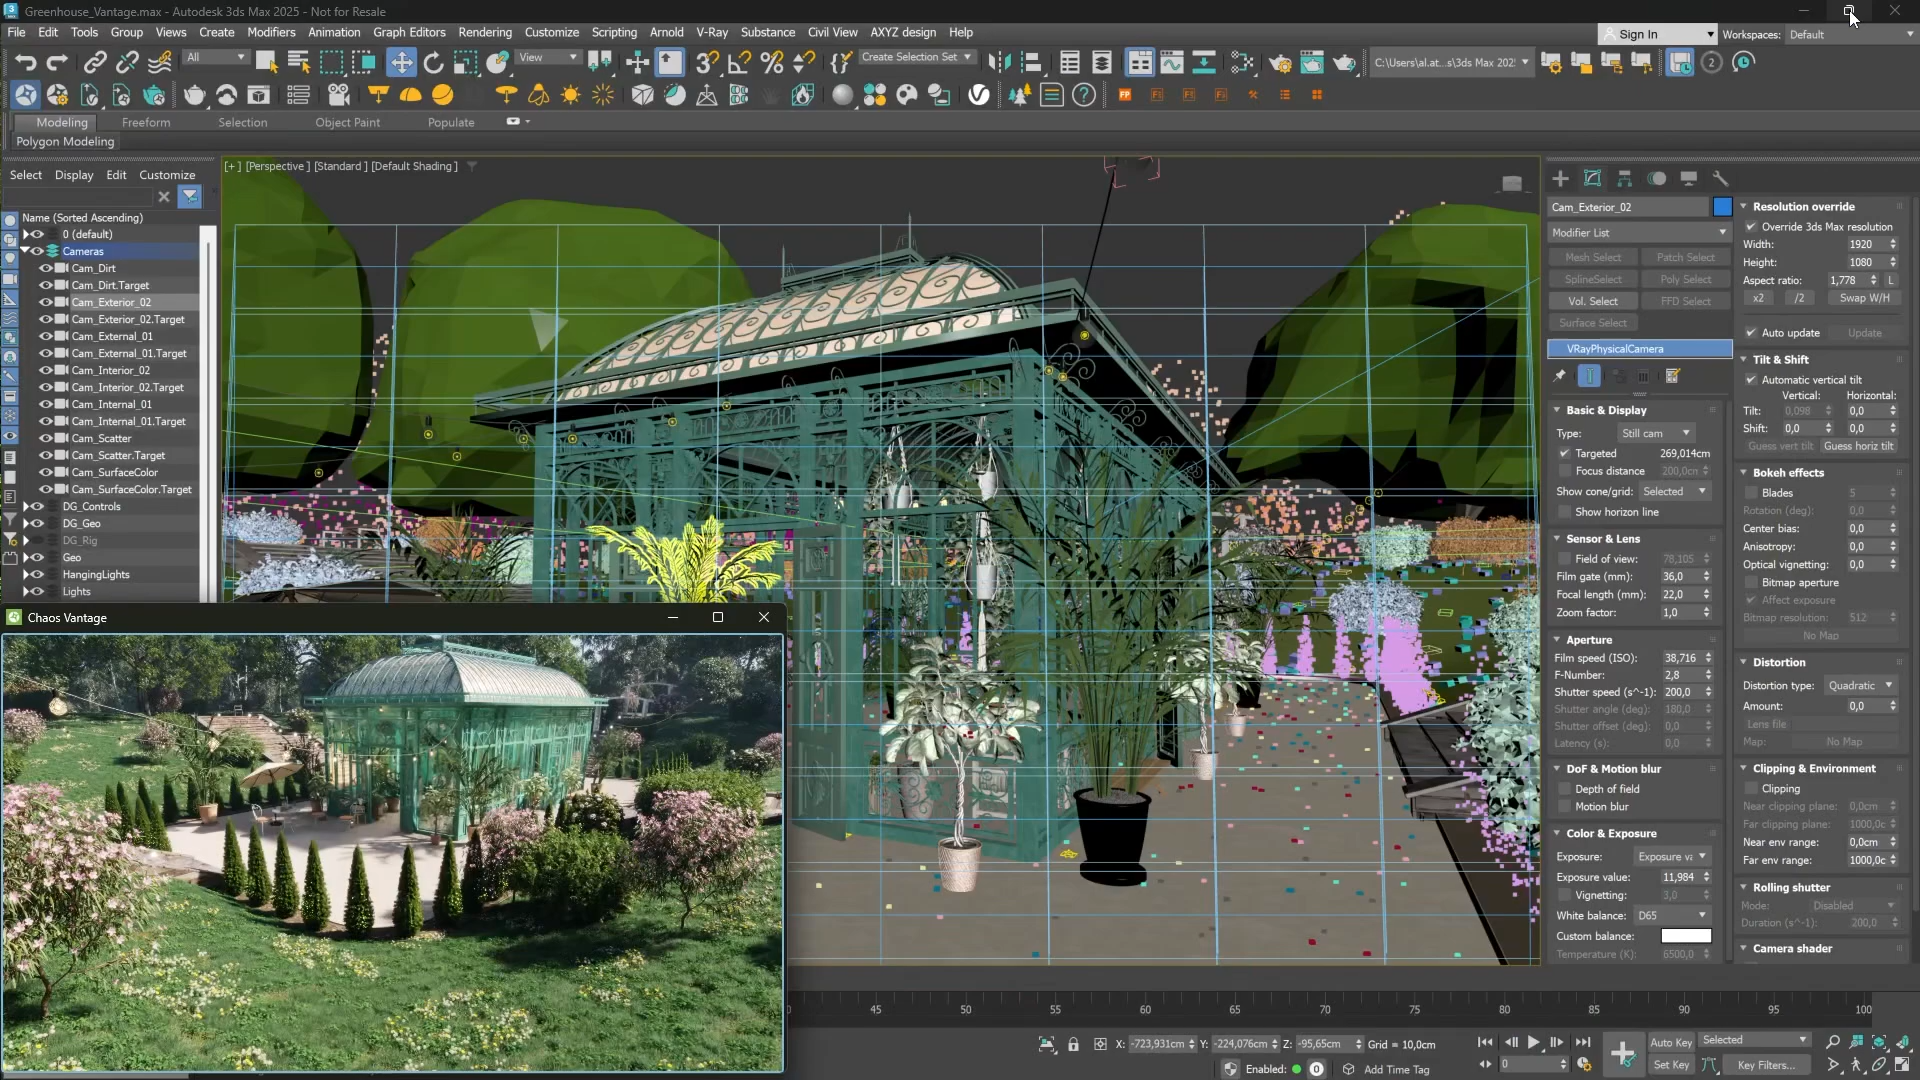 Greenhouse_Vantage.max - Autodesk 3ds Max 2025 - Not for Resale
File Edit Tools Group Views Create Modifiers Animation Graph Editors Rendering Customize Scripting Arnold V-Ray Substance Civil View AXYZ design Help
Sign In
Workspaces: Default
All
View
Create Selection Set
C:\Users\al.at...s\3ds Max 202
2
Modeling Freeform Selection Object Paint Populate
Polygon Modeling
Select Display Edit Customize
Name (Sorted Ascending)
0 (default)
Cameras
Cam_Dirt
Cam_Dirt.Target
Cam_Exterior_02
Cam_Exterior_02.Target
Cam_External_01
Cam_External_01.Target
Cam_Interior_02
Cam_Interior_02.Target
Cam_Internal_01
Cam_Internal_01.Target
Cam_Scatter
Cam_Scatter.Target
Cam_SurfaceColor
Cam_SurfaceColor.Target
DG_Controls
DG_Geo
DG_Rig
Geo
HangingLights
Lights
[+] [Perspective ] [Standard ] [Default Shading ]
Chaos Vantage
Cam_Exterior_02
Modifier List
Mesh Select Patch Select
SplineSelect Poly Select
Vol. Select FFD Select
Surface Select
VRayPhysicalCamera
Basic & Display
Type: Still cam
Targeted 269,014cm
Focus distance 200,0cm
Show cone/grid: Selected
Show horizon line
Sensor & Lens
Field of view: 78,105
Film gate (mm): 36,0
Focal length (mm): 22,0
Zoom factor: 1,0
Aperture
Film speed (ISO): 38,716
F-Number: 2,8
Shutter speed (s^-1): 200,0
Shutter angle (deg): 180,0
Shutter offset (deg): 0,0
Latency (s): 0,0
DoF & Motion blur
Depth of field
Motion blur
Color & Exposure
Exposure: Exposure va
Exposure value: 11,984
Vignetting: 3,0
White balance: D65
Custom balance:
Temperature (K): 6500,0
Resolution override
Override 3ds Max resolution
Width: 1920
Height: 1080
Aspect ratio: 1,778 L
x2 /2 Swap W/H
Auto update Update
Tilt & Shift
Automatic vertical tilt
Vertical: Horizontal:
Tilt: 0,098 0,0
Shift: 0,0 0,0
Guess vert tilt Guess horiz tilt
Bokeh effects
Blades 5
Rotation (deg): 0,0
Center bias: 0,0
Anisotropy: 0,0
Optical vignetting: 0,0
Bitmap aperture
Affect exposure
Bitmap resolution: 512
No Map
Distortion
Distortion type: Quadratic
Amount: 0,0
Lens file
Map: No Map
Clipping & Environment
Clipping
Near clipping plane: 0,0cm
Far clipping plane: 1000,0c
Near env range: 0,0cm
Far env range: 1000,0c
Rolling shutter
Mode: Disabled
Duration (s^-1): 200,0
Camera shader
45 50 55 60 65 70 75 80 85 90 95 100
X: -723,931cm Y: -224,076cm Z: -95,65cm Grid = 10,0cm
Enabled: 0 Add Time Tag
0
Auto Key Selected
Set Key Key Filters...